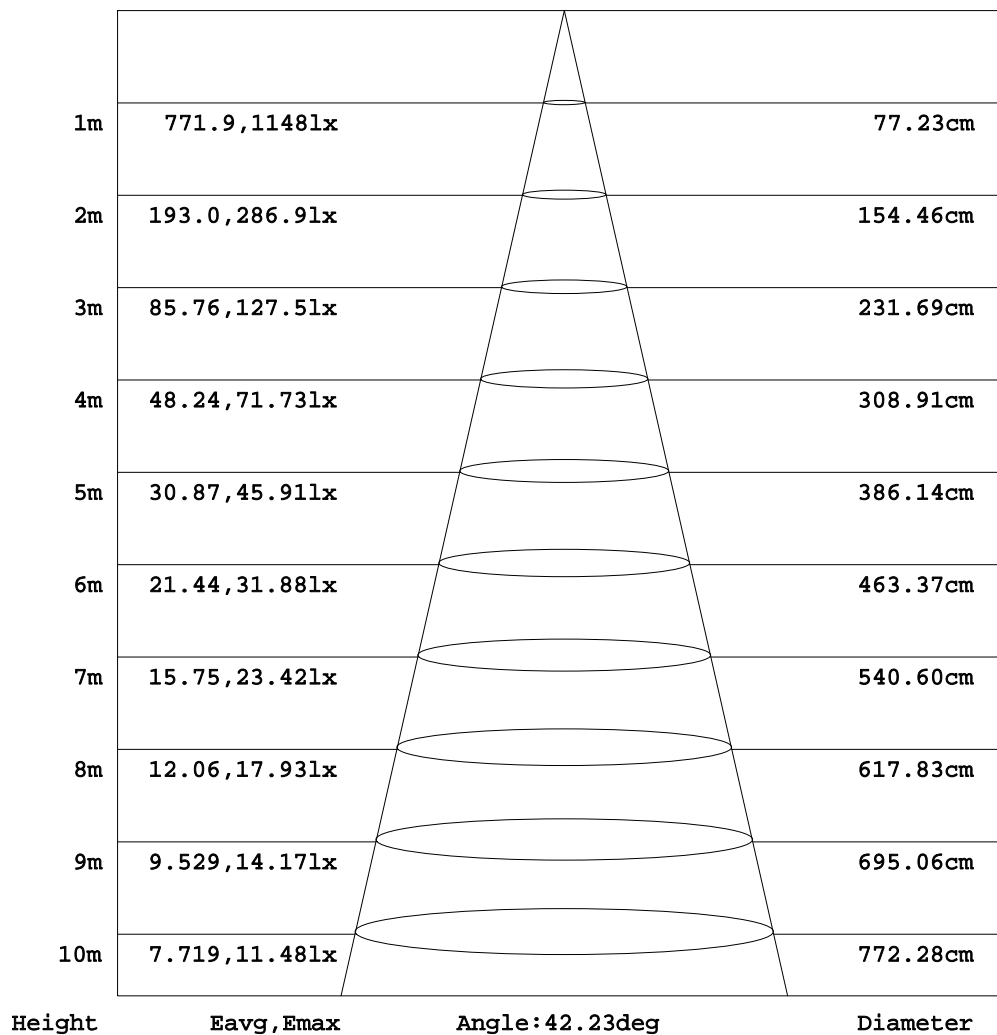 1m 771.9,1148lx 77.23cm
2m 193.0,286.9lx 154.46cm
3m 85.76,127.5lx 231.69cm
4m 48.24,71.73lx 308.91cm
5m 30.87,45.91lx 386.14cm
6m 21.44,31.88lx 463.37cm
7m 15.75,23.42lx 540.60cm
8m 12.06,17.93lx 617.83cm
9m 9.529,14.17lx 695.06cm
10m 7.719,11.48lx 772.28cm
Height Eavg,Emax Angle:42.23deg Diameter